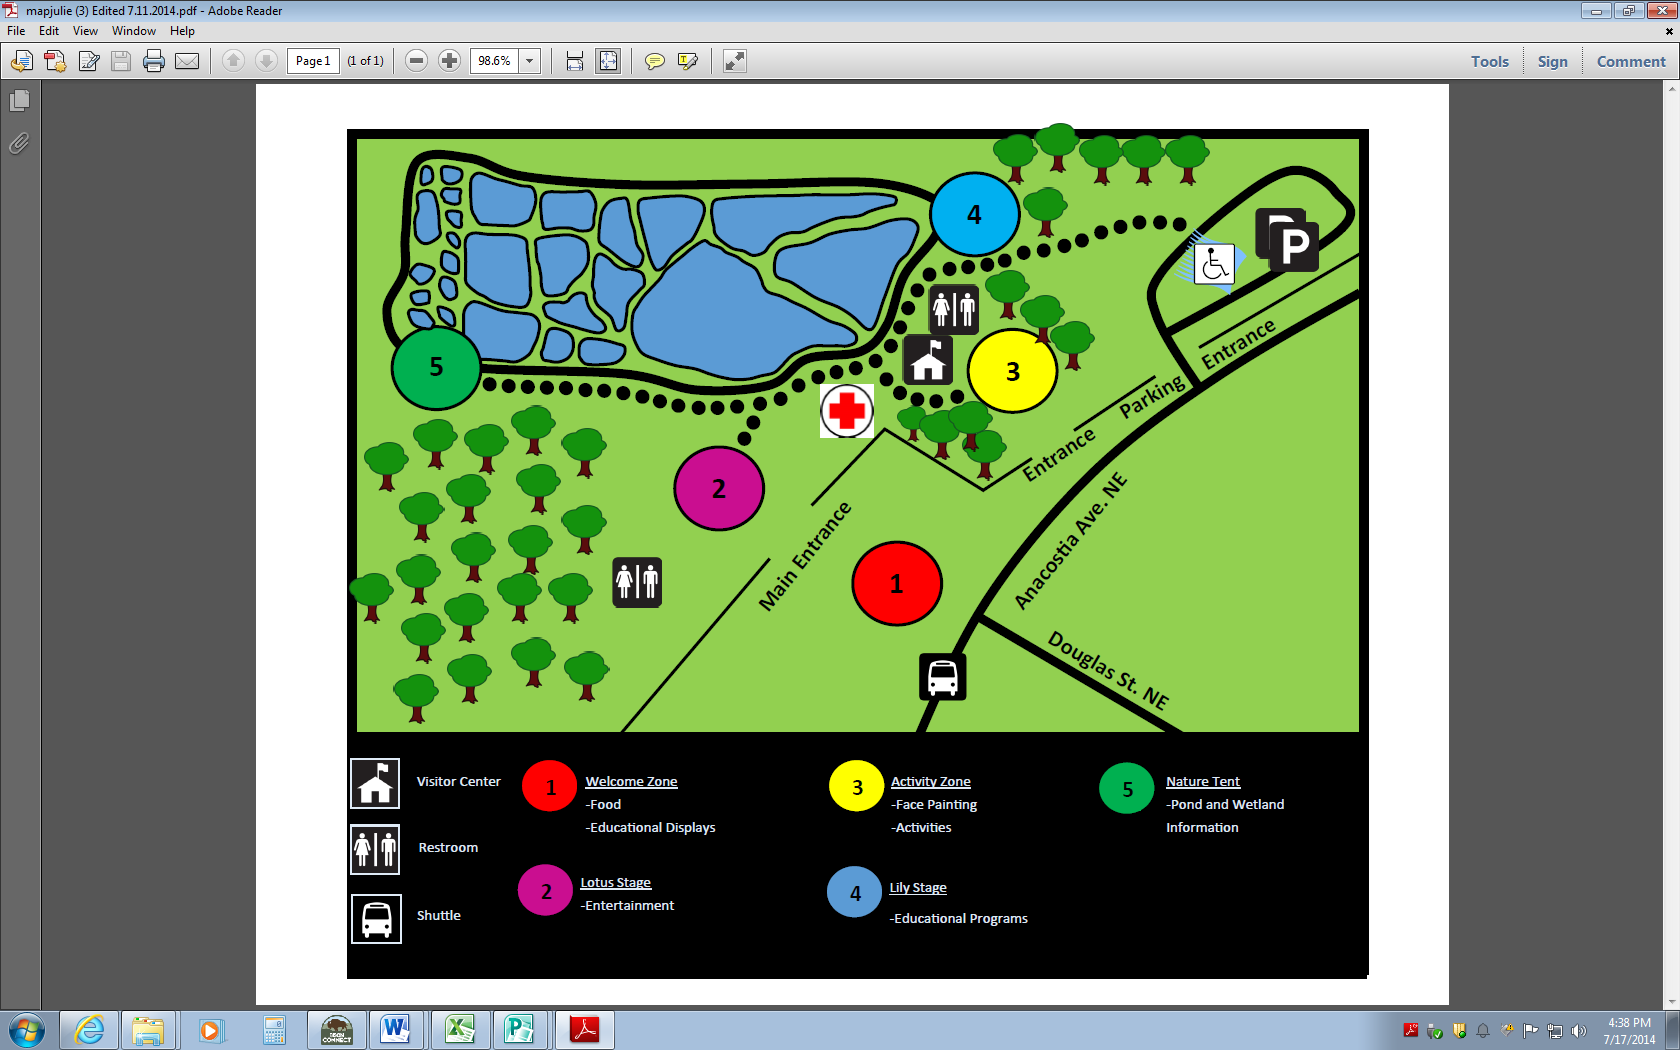 mapjulie (3) Edited 7.11.2014.pdf - Adobe Reader
File Edit View Window Help
Page 1 (1 of 1) 98.6% Tools Sign Comment
4
P
5
3
Entrance
Parking
Entrance
2
Main Entrance
1
Anacostia Ave. NE
Douglas St. NE
Visitor Center
Restroom
Shuttle
1 Welcome Zone
-Food
-Educational Displays
2 Lotus Stage
-Entertainment
3 Activity Zone
-Face Painting
-Activities
4 Lily Stage
-Educational Programs
5 Nature Tent
-Pond and Wetland
Information
4:38 PM
7/17/2014